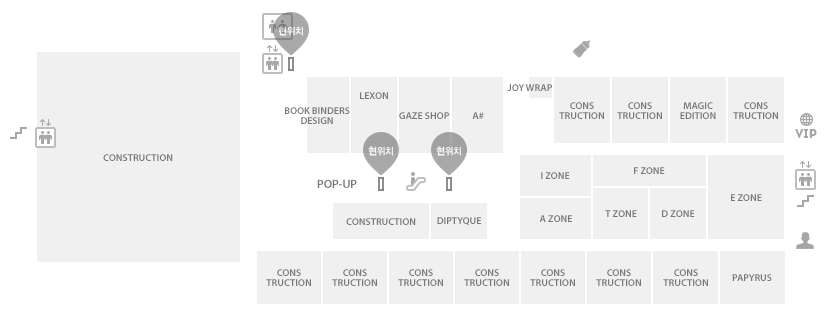 현위치
LEXON
BOOK BINDERS
DESIGN
GAZE SHOP
A#
JOY WRAP
CONS
TRUCTION
CONS
TRUCTION
MAGIC
EDITION
CONS
TRUCTION
VIP
CONSTRUCTION
현위치
현위치
POP-UP
I ZONE
F ZONE
E ZONE
A ZONE
T ZONE
D ZONE
CONSTRUCTION
DIPTYQUE
CONS
TRUCTION
CONS
TRUCTION
CONS
TRUCTION
CONS
TRUCTION
CONS
TRUCTION
CONS
TRUCTION
CONS
TRUCTION
PAPYRUS